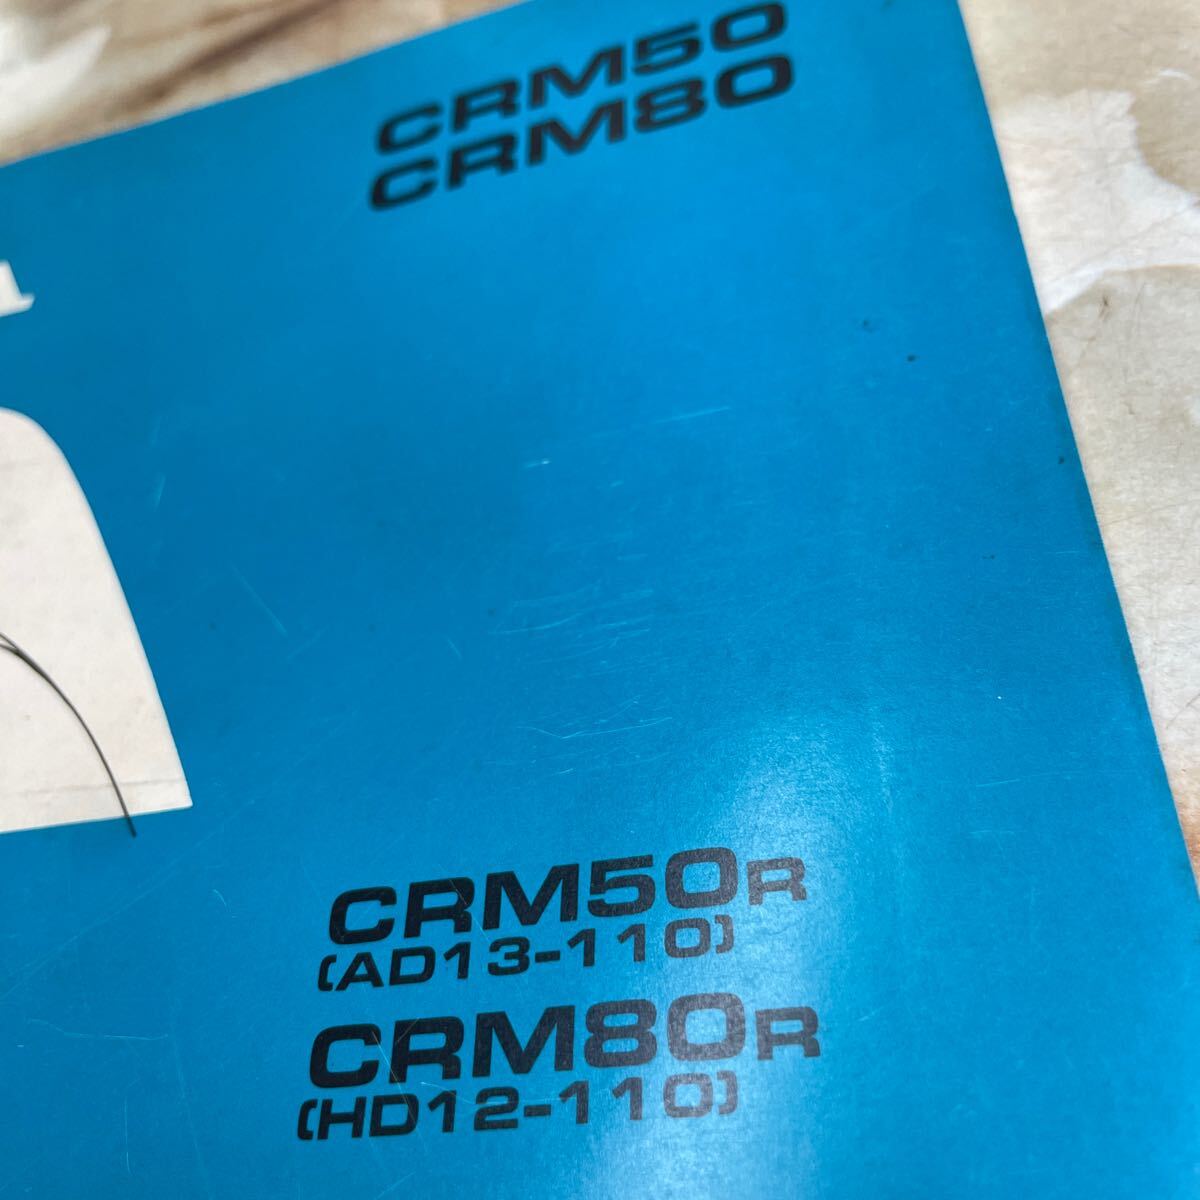 CRM50
CRM80
CRM50R
(AD13-110)
CRM80R
(HD12-110)